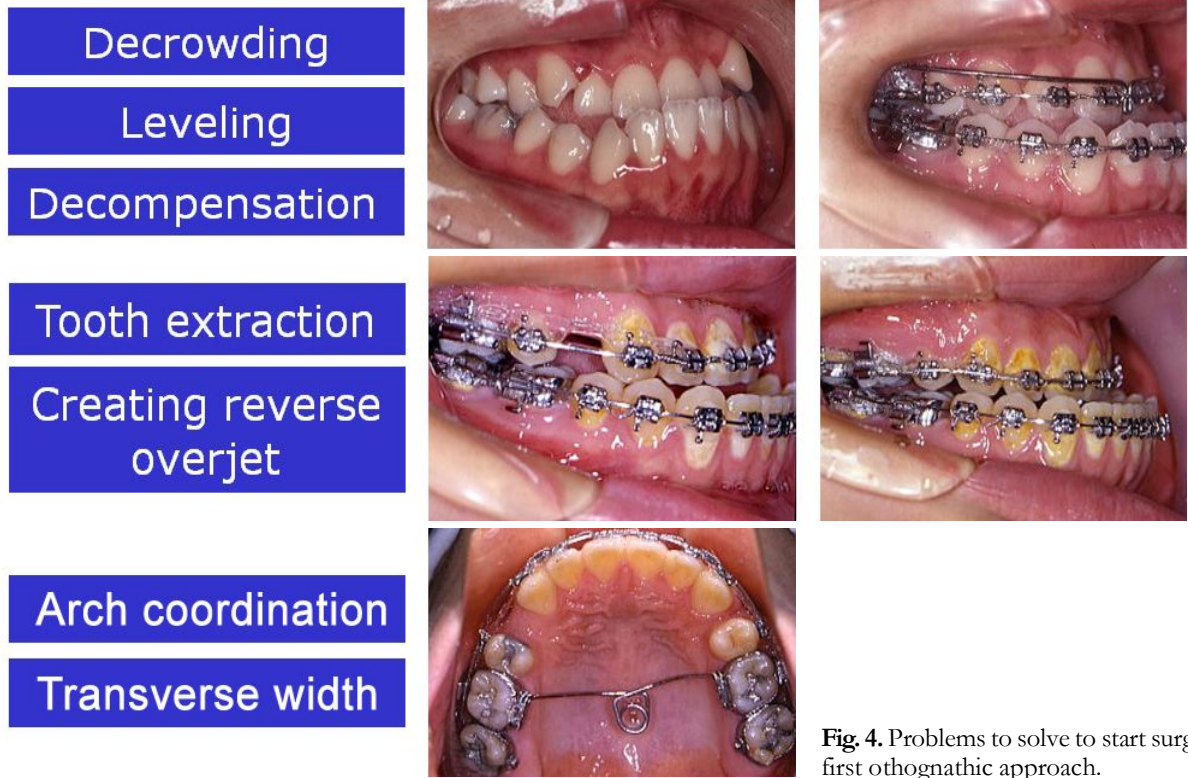 Decrowding
Leveling
Decompensation
Tooth extraction
Creating reverse
overjet
Arch coordination
Transverse width
Fig. 4. Problems to solve to start surg
first othognathic approach.